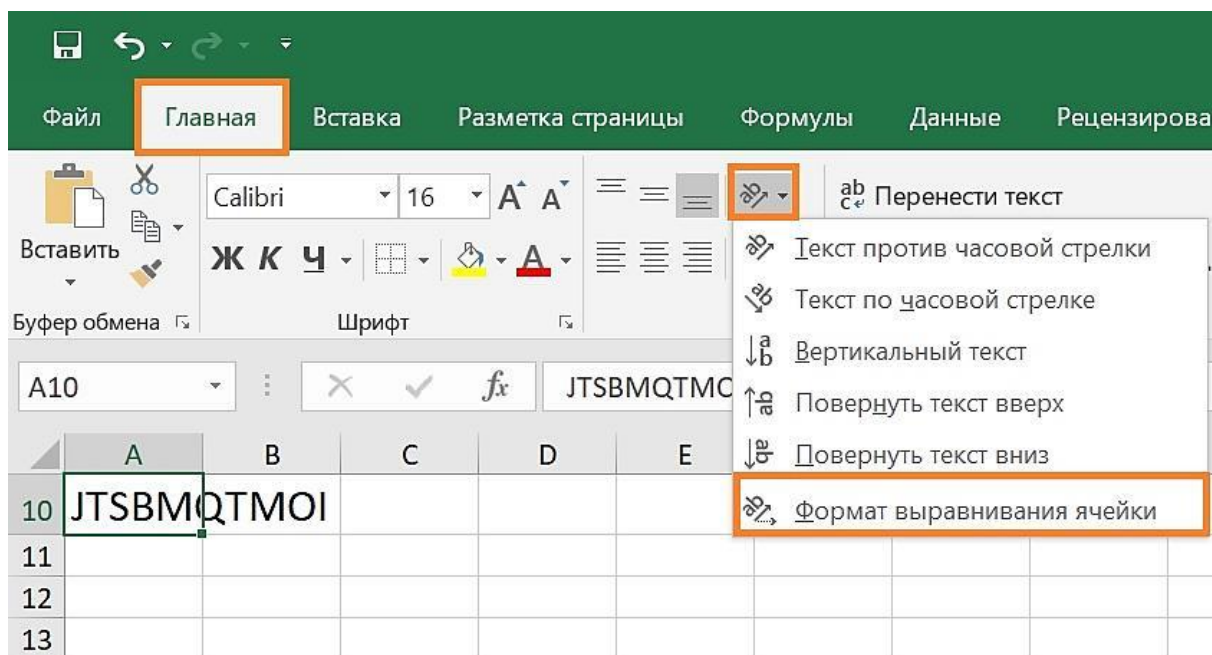 Файл Главная Вставка Разметка страницы Формулы Данные Рецензирова
Calibri 16 А А ab c Перенести текст
Вставить Ж К Ч А
Текст против часовой стрелки
Текст по часовой стрелке
Вертикальный текст
Повернуть текст вверх
Повернуть текст вниз
Формат выравнивания ячейки
Буфер обмена Шрифт
A10 fx JTSBMQTMO
A B C D E
10 JTSBMQTMOI
11
12
13